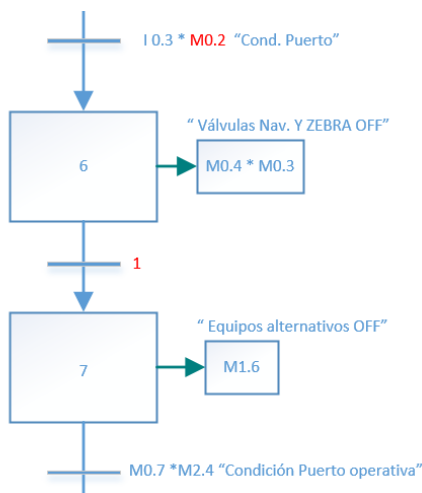 I 0.3 * M0.2 “Cond. Puerto”
“ Válvulas Nav. Y ZEBRA OFF”
6
M0.4 * M0.3
1
“ Equipos alternativos OFF”
7
M1.6
M0.7 *M2.4 “Condición Puerto operativa”